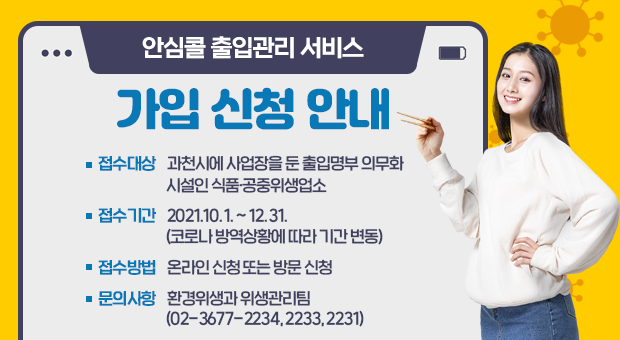 안심콜 출입관리 서비스
가입 신청 안내
접수대상 과천시에 사업장을 둔 출입명부 의무화
시설인 식품·공중위생업소
접수기간 2021.10. 1. ~ 12. 31.
(코로나 방역상황에 따라 기간 변동)
접수방법 온라인 신청 또는 방문 신청
문의사항 환경위생과 위생관리팀
(02-3677-2234, 2233, 2231)